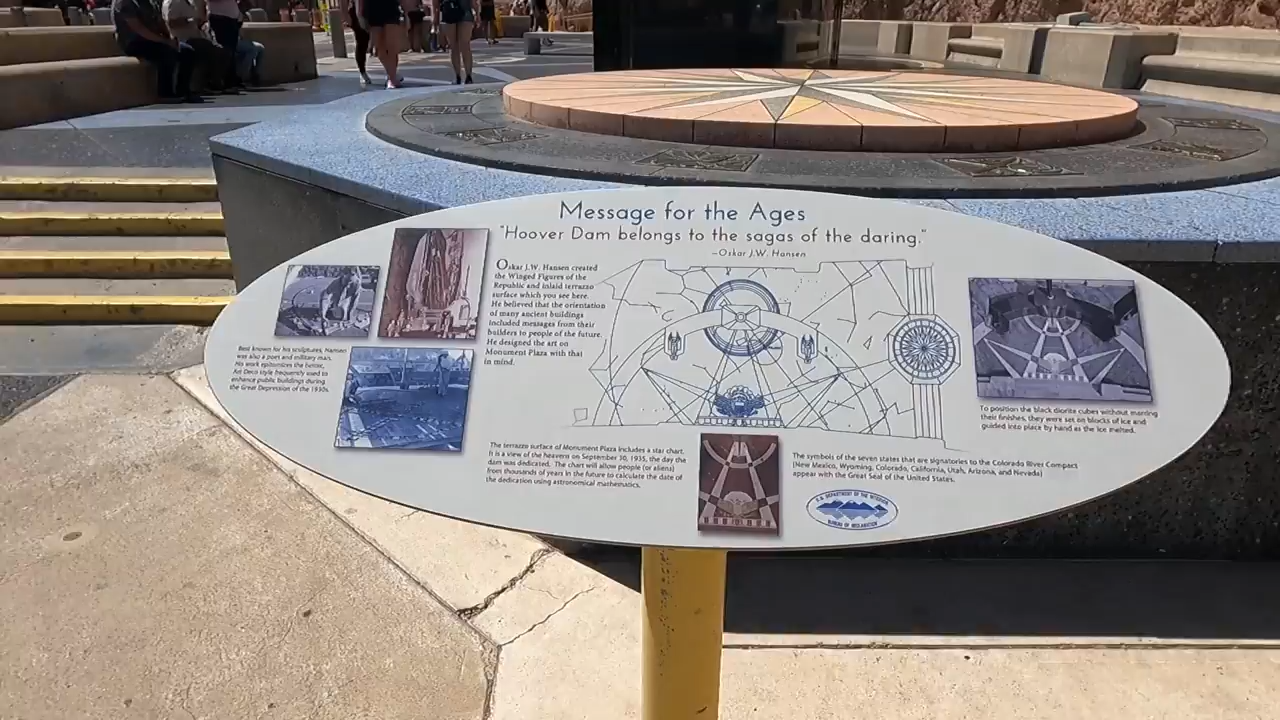 Message for the Ages
"Hoover Dam belongs to the sagas of the daring."
—Oskar J.W. Hansen
Oskar J.W. Hansen created
the Winged Figures of the
Republic and inlaid terrazzo
surface which you see here.
He believed that the orientation
of many ancient buildings
included messages from their
builders to people of the future.
He designed the art on
Monument Plaza with that
in mind.
Best known for his sculptures, Hansen
was also a poet and military man.
His work epitomizes the heroic,
Art Deco style frequently used to
enhance public buildings during
the Great Depression of the 1930s.
To position the black diorite cubes without marring
their finishes, they were set on blocks of ice and
guided into place by hand as the ice melted.
The terrazzo surface of Monument Plaza includes a star chart.
It is a view of the heavens on September 30, 1935, the day the
dam was dedicated. The chart will allow people (or aliens)
from thousands of years in the future to calculate the date of
the dedication using astronomical mathematics.
The symbols of the seven states that are signatories to the Colorado River Compact
(New Mexico, Wyoming, Colorado, California, Utah, Arizona, and Nevada)
appear with the Great Seal of the United States.
U.S. DEPARTMENT OF THE INTERIOR
BUREAU OF RECLAMATION